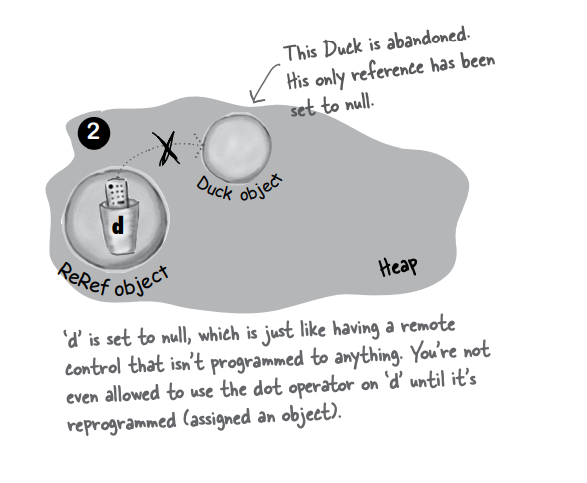 This Duck is abandoned.
His only reference has been
set to null.
2
Duck object
d
ReRef object
Heap
'd' is set to null, which is just like having a remote
control that isn't programmed to anything. You're not
even allowed to use the dot operator on 'd' until it's
reprogrammed (assigned an object).